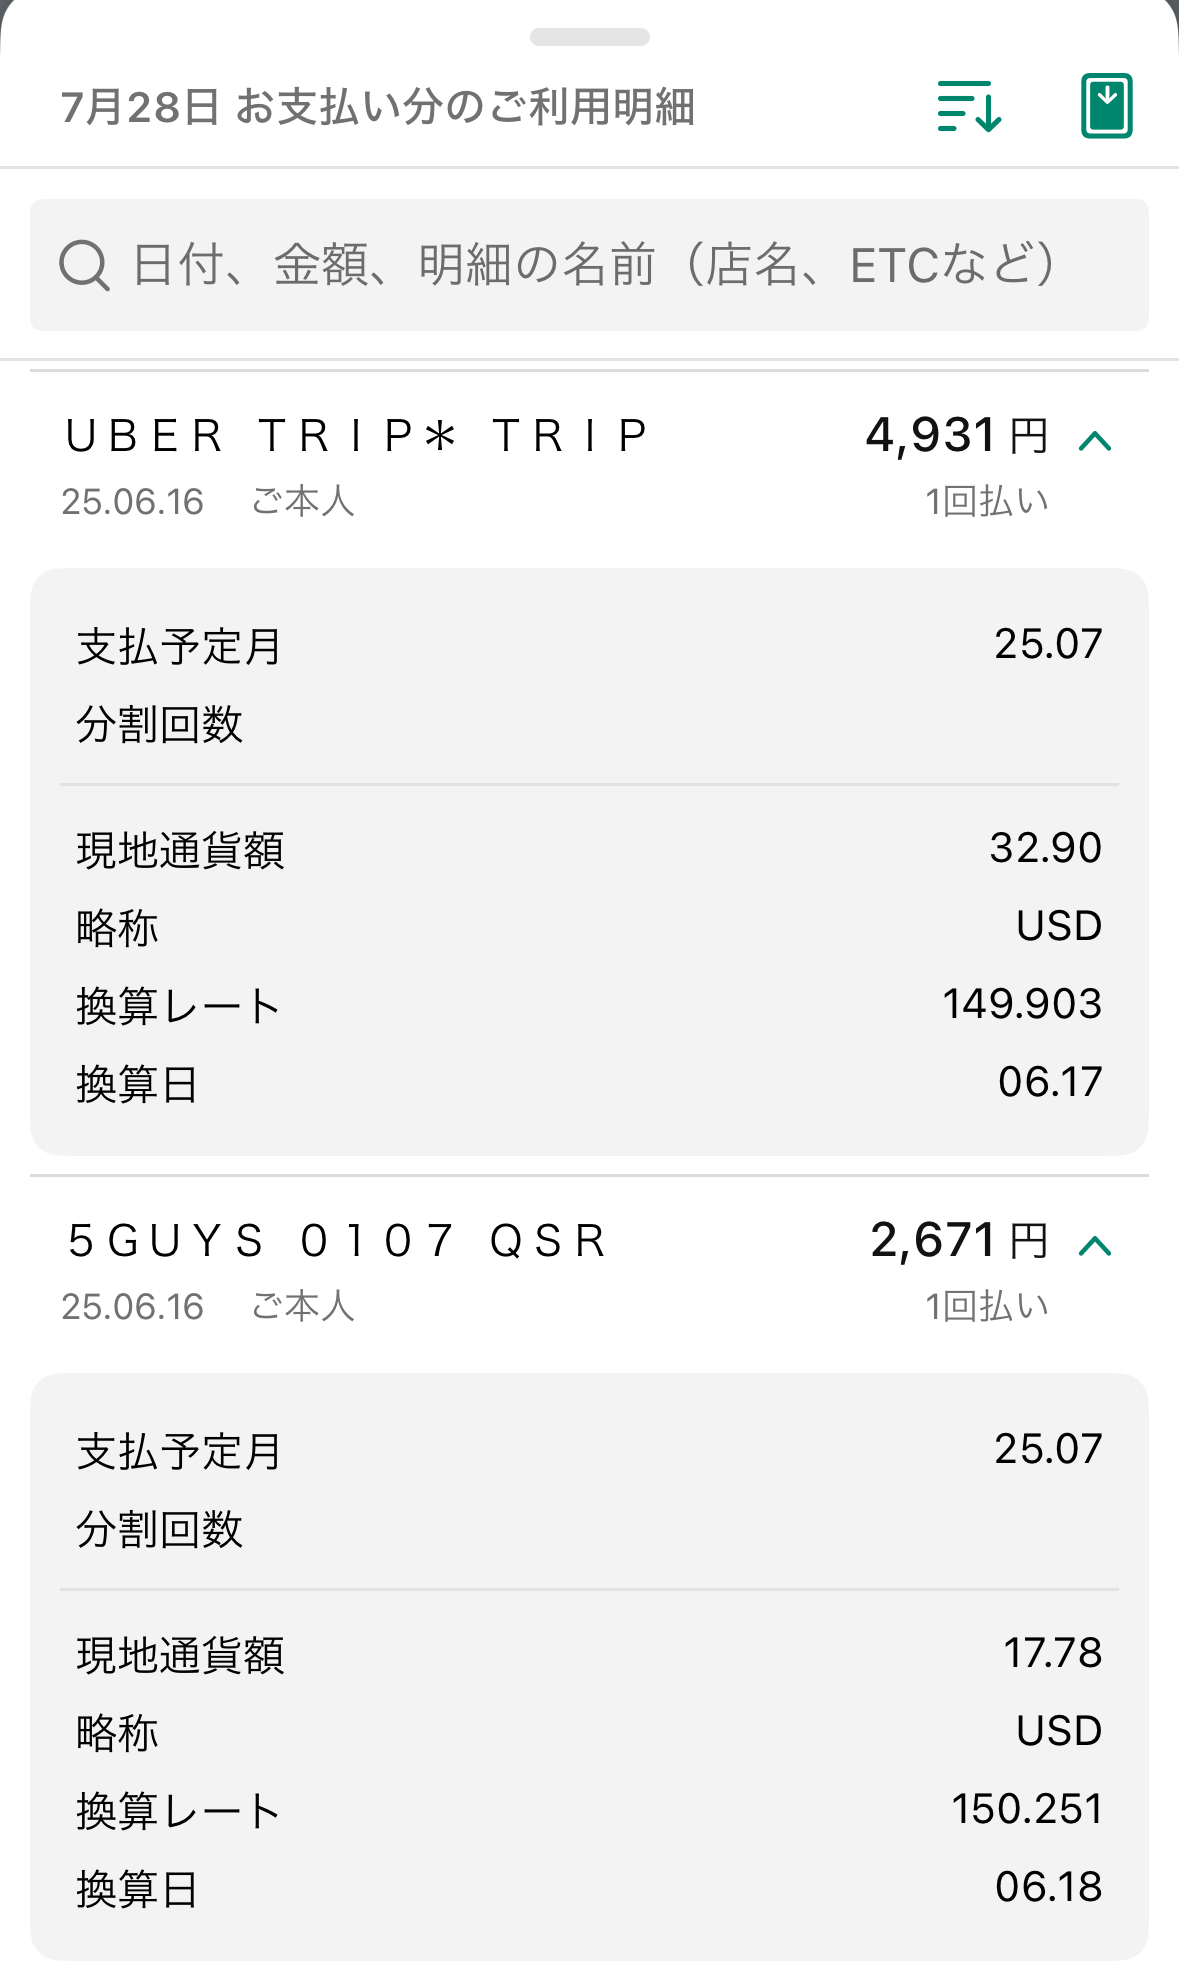 7月28日 お支払い分のご利用明細
日付、金額、明細の名前（店名、ETCなど）
ＵＢＥＲ　ＴＲＩＰ＊　ＴＲＩＰ 4,931 円
25.06.16 ご本人 1回払い
支払予定月 25.07
分割回数
現地通貨額 32.90
略称 USD
換算レート 149.903
換算日 06.17
５ＧＵＹＳ　０１０７　ＱＳＲ 2,671 円
25.06.16 ご本人 1回払い
支払予定月 25.07
分割回数
現地通貨額 17.78
略称 USD
換算レート 150.251
換算日 06.18